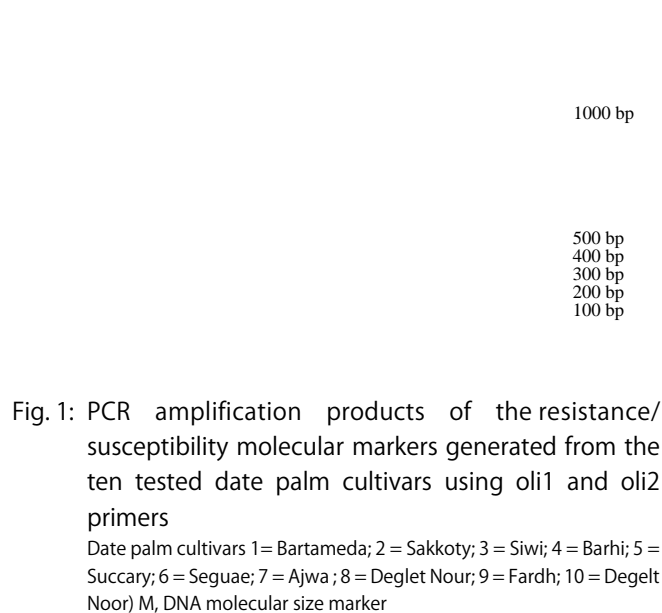 1000 bp
500 bp
400 bp
300 bp
200 bp
100 bp
Fig. 1: PCR amplification products of the resistance/
susceptibility molecular markers generated from the
ten tested date palm cultivars using oli1 and oli2
primers
Date palm cultivars 1= Bartameda; 2 = Sakkoty; 3 = Siwi; 4 = Barhi; 5 =
Succary; 6 = Seguae; 7 = Ajwa ; 8 = Deglet Nour; 9 = Fardh; 10 = Degelt
Noor) M, DNA molecular size marker